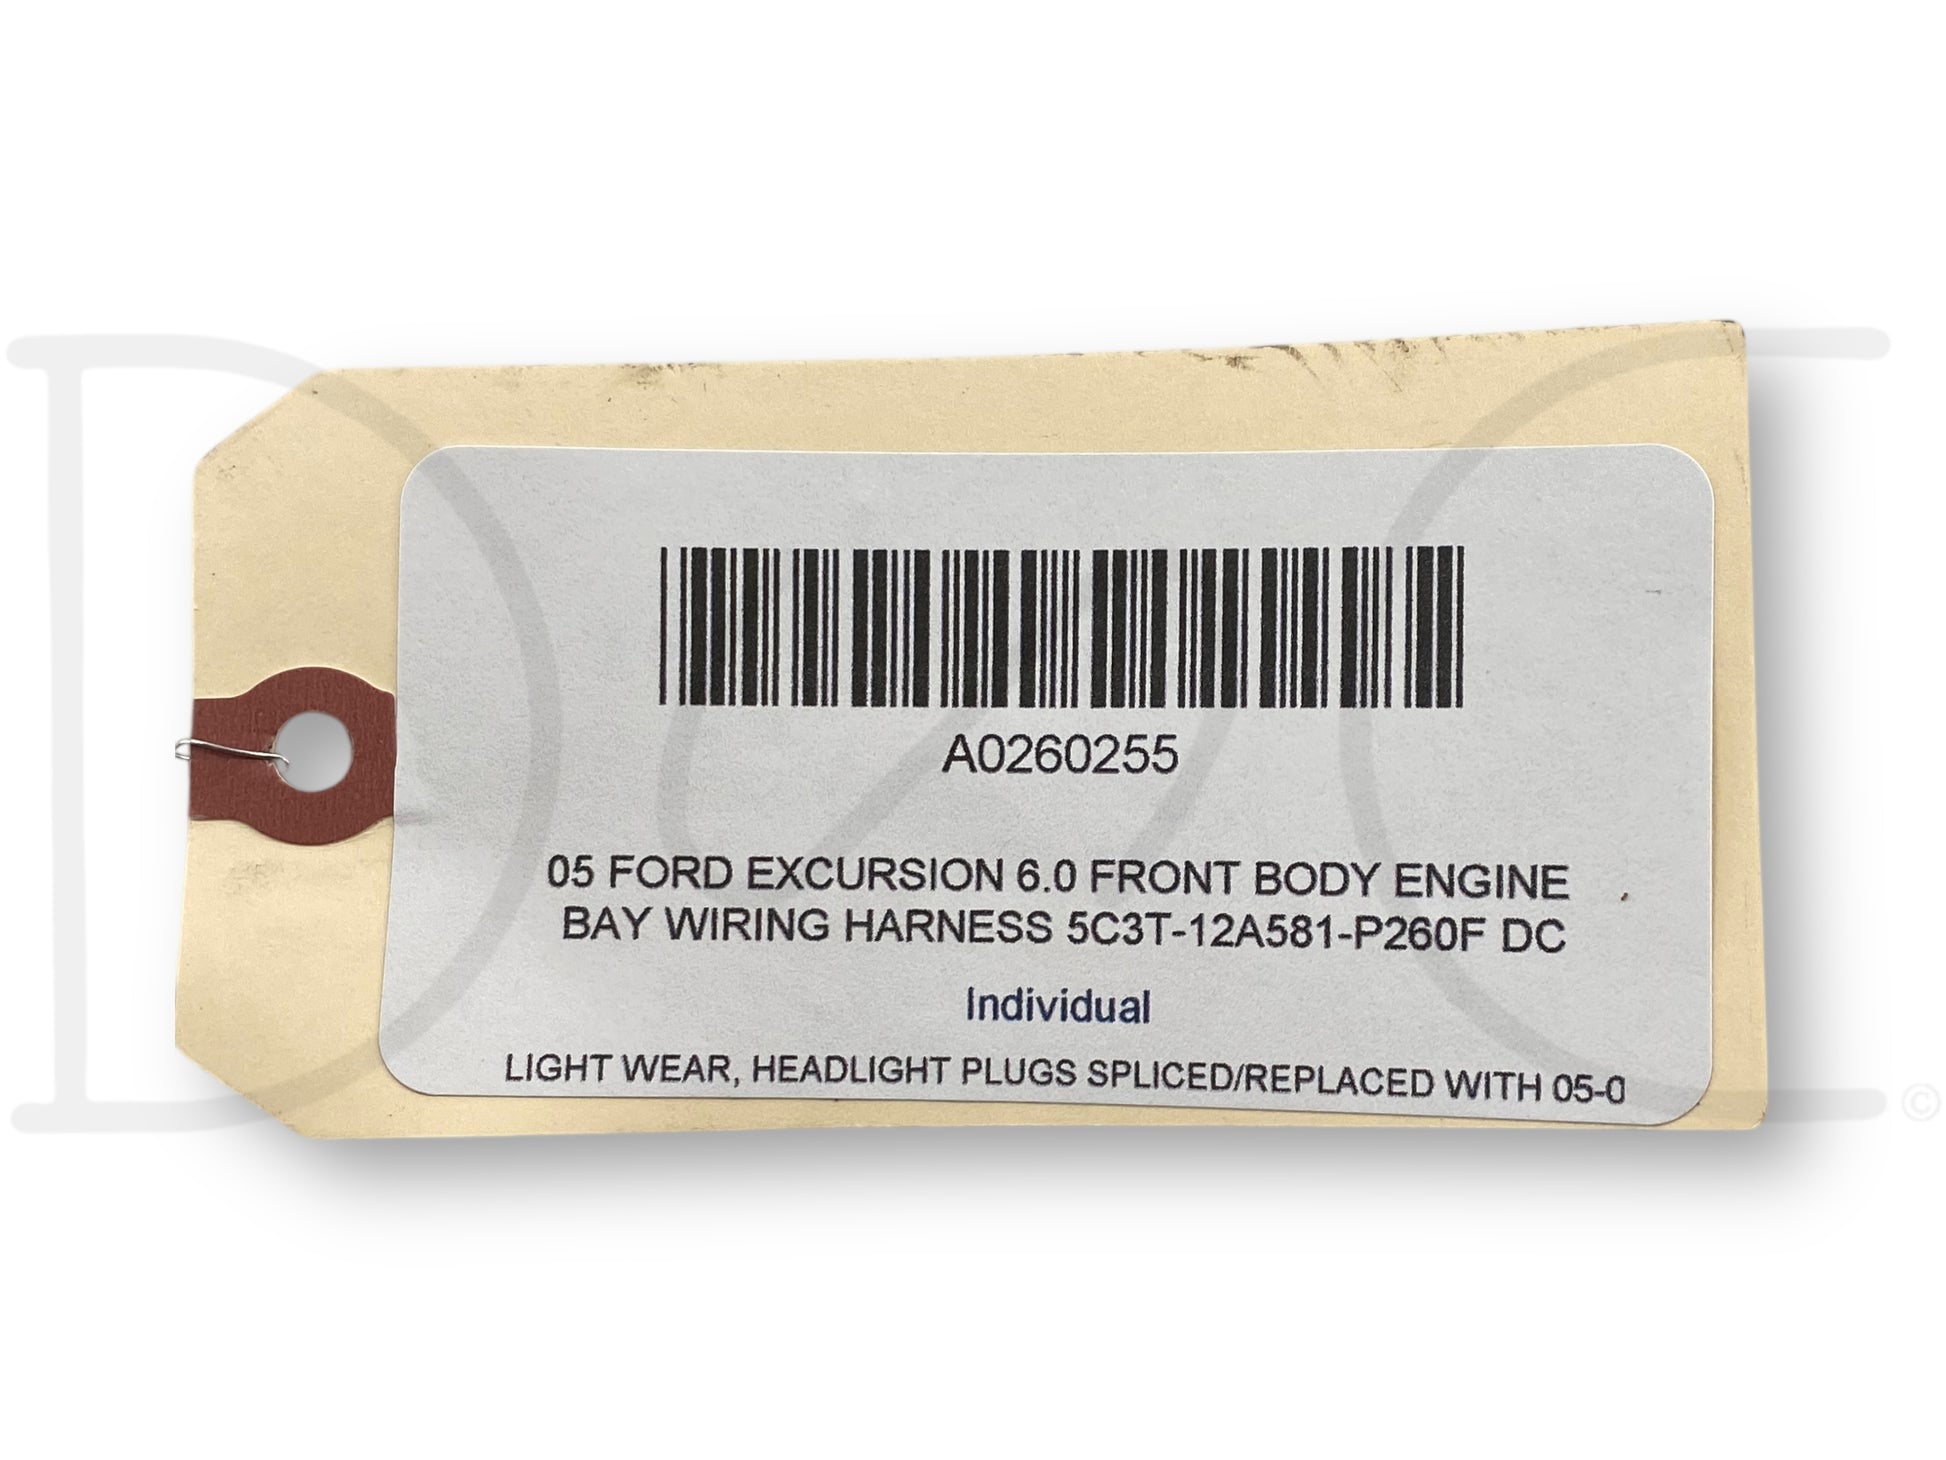 A0260255
05 FORD EXCURSION 6.0 FRONT BODY ENGINE
BAY WIRING HARNESS 5C3T-12A581-P260F DC
Individual
LIGHT WEAR, HEADLIGHT PLUGS SPLICED/REPLACED WITH 05-0
©